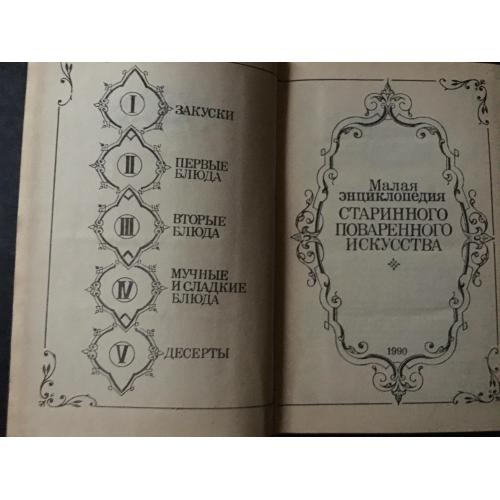 I
ЗАКУСКИ
II
ПЕРВЫЕ
БЛЮДА
III
ВТОРЫЕ
БЛЮДА
IV
МУЧНЫЕ
И СЛАДКИЕ
БЛЮДА
V
ДЕСЕРТЫ
Малая
энциклопедия
СТАРИННОГО
ПОВАРЕННОГО
ИСКУССТВА
1990